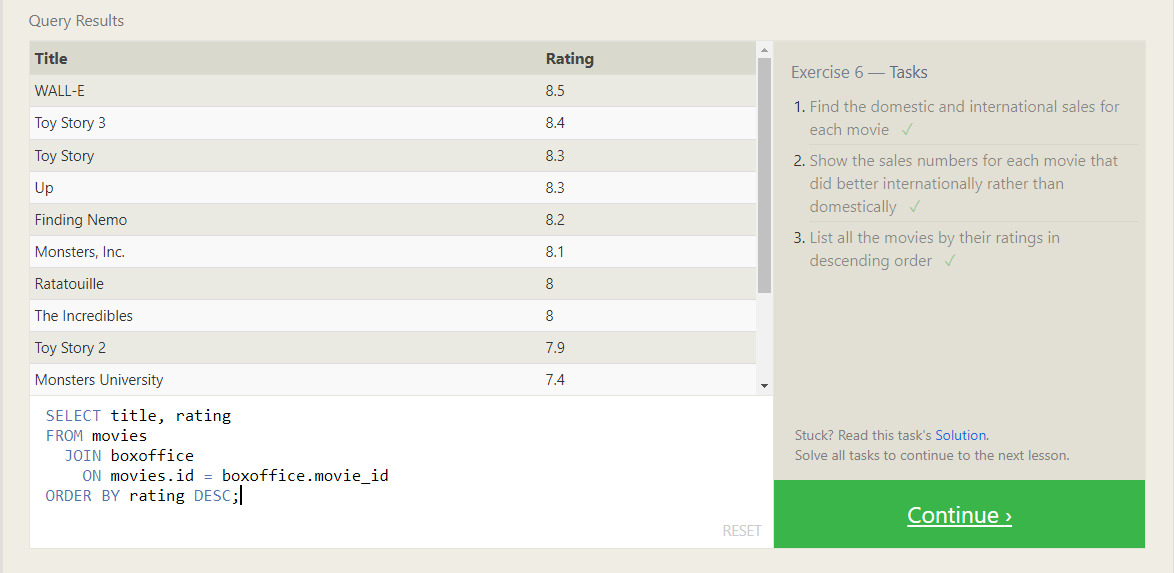 Query Results
Title Rating
WALL-E 8.5
Toy Story 3 8.4
Toy Story 8.3
Up 8.3
Finding Nemo 8.2
Monsters, Inc. 8.1
Ratatouille 8
The Incredibles 8
Toy Story 2 7.9
Monsters University 7.4
SELECT title, rating
FROM movies
  JOIN boxoffice
    ON movies.id = boxoffice.movie_id
ORDER BY rating DESC;
RESET
Exercise 6 — Tasks
1. Find the domestic and international sales for
each movie ✓
2. Show the sales numbers for each movie that
did better internationally rather than
domestically ✓
3. List all the movies by their ratings in
descending order ✓
Stuck? Read this task's Solution.
Solve all tasks to continue to the next lesson.
Continue ›